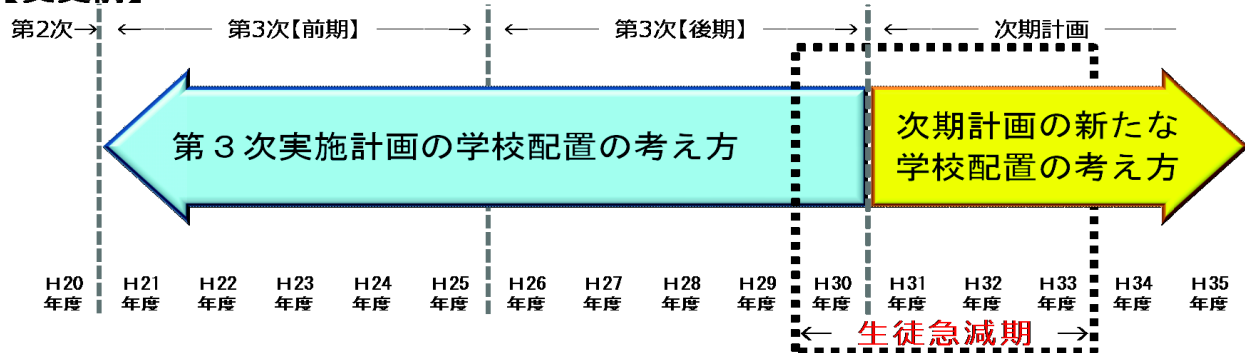 第2次→ ← 第3次【前期】 → ← 第3次【後期】 → ← 次期計画
第３次実施計画の学校配置の考え方
次期計画の新たな
学校配置の考え方
H20 H21 H22 H23 H24 H25 H26 H27 H28 H29 H30 H31 H32 H33 H34 H35
年度 年度 年度 年度 年度 年度 年度 年度 年度 年度 年度 年度 年度 年度 年度 年度
← 生徒急減期 →